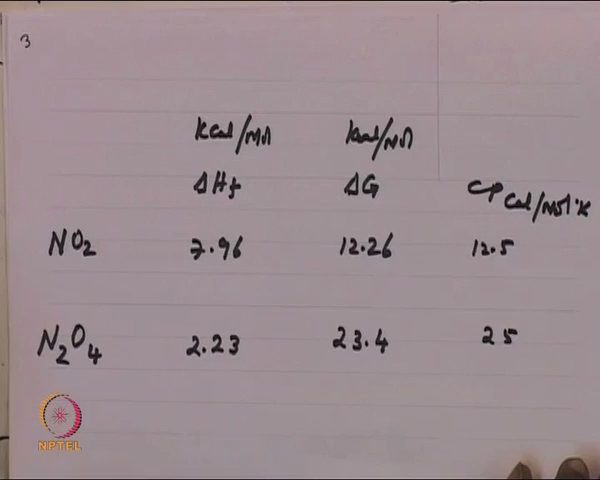 3
Kcal/Mol Kcal/Mol
ΔHf ΔG CP Cal/Mol°K
NO2 7.96 12.26 12.5
N2O4 2.23 23.4 25
NPTEL